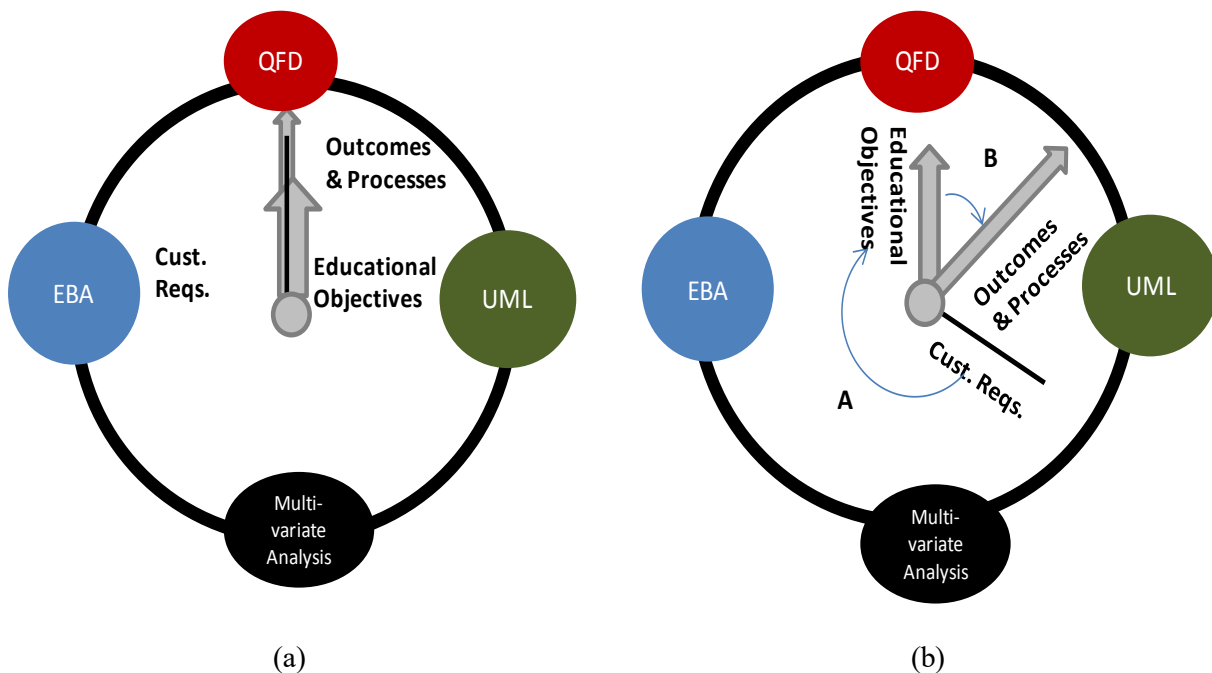 QFD
Outcomes
& Processes
Cust.
Reqs.
Educational
Objectives
EBA
UML
Multi-
variate
Analysis
(a)
QFD
Educational
Objectives
B
Outcomes
& Processes
EBA
UML
Cust. Reqs.
A
Multi-
variate
Analysis
(b)